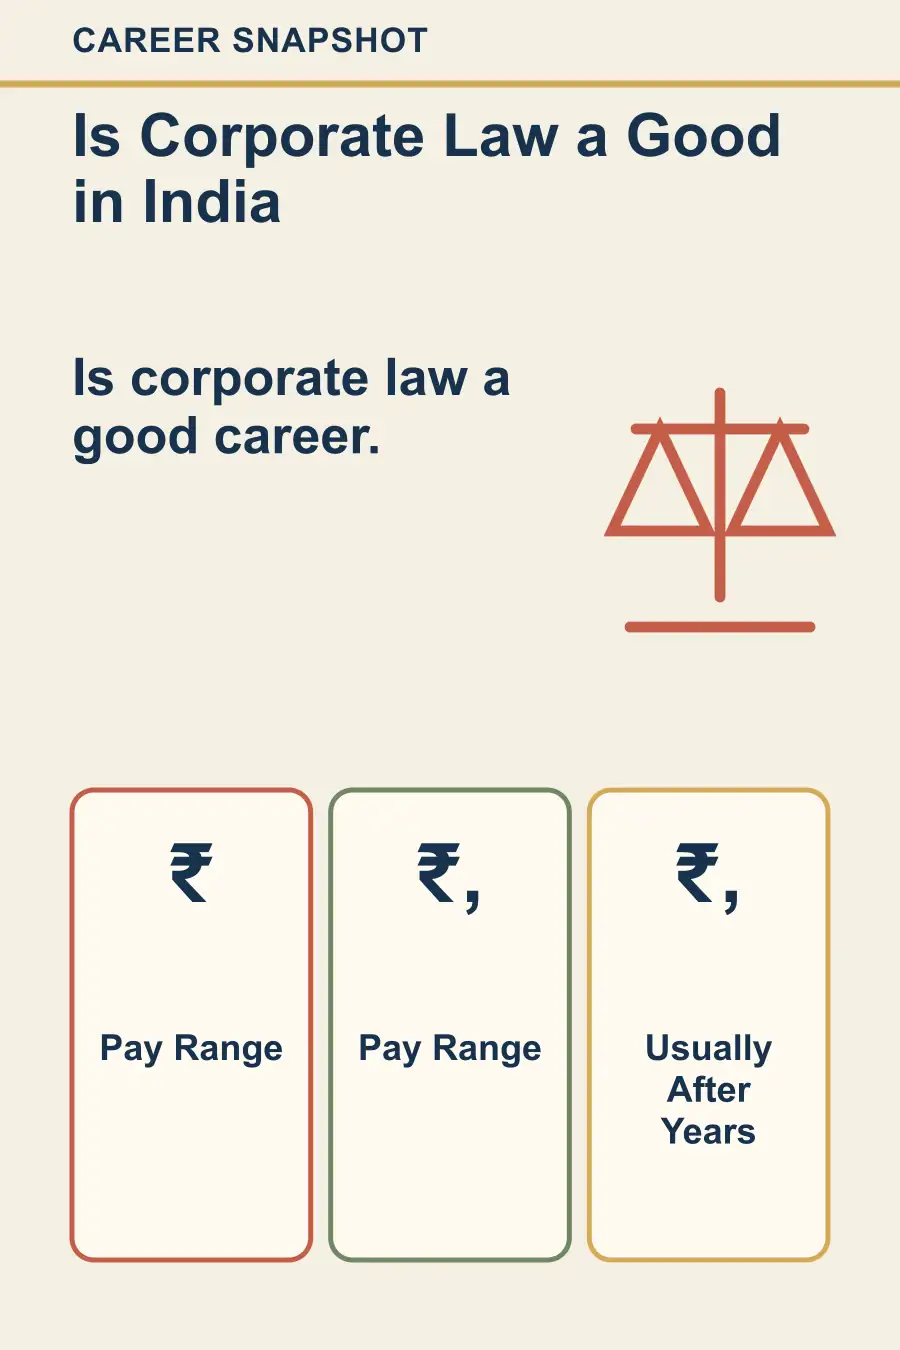 CAREER SNAPSHOT
Is Corporate Law a Good
in India
Is corporate law a
good career.
₹
Pay Range
₹,
Pay Range
₹,
Usually
After
Years